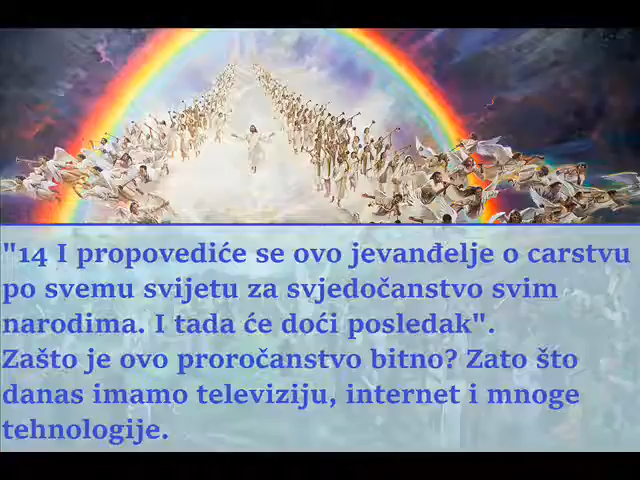 "14 I propovediće se ovo jevanđelje o carstvu
po svemu svijetu za svjedočanstvo svim
narodima. I tada će doći posledak".
Zašto je ovo proročanstvo bitno? Zato što
danas imamo televiziju, internet i mnoge
tehnologije.